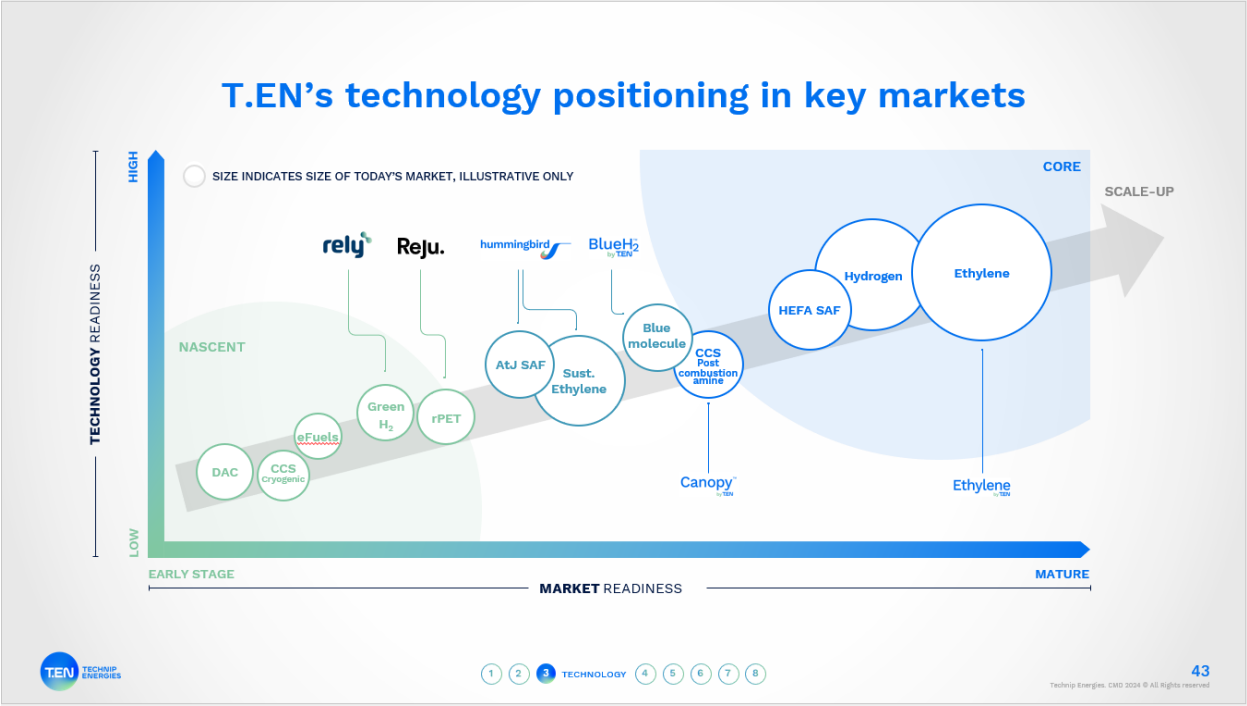 T.EN’s technology positioning in key markets
HIGH
SIZE INDICATES SIZE OF TODAY’S MARKET, ILLUSTRATIVE ONLY
CORE
SCALE-UP
rely
ReJu.
hummingbird
BlueH2
by T.EN
TECHNOLOGY READINESS
NASCENT
Ethylene
Hydrogen
HEFA SAF
Blue
molecule
CCS
Post
combustion
amine
AtJ SAF
Sust.
Ethylene
Green
H₂
rPET
eFuels
DAC
CCS
Cryogenic
Canopy™
by T.EN
Ethylene
by T.EN
LOW
EARLY STAGE
MATURE
MARKET READINESS
T.EN TECHNIP
ENERGIES
1 2 3 TECHNOLOGY 4 5 6 7 8
43
Technip Energies. CMD 2024 © All Rights reserved